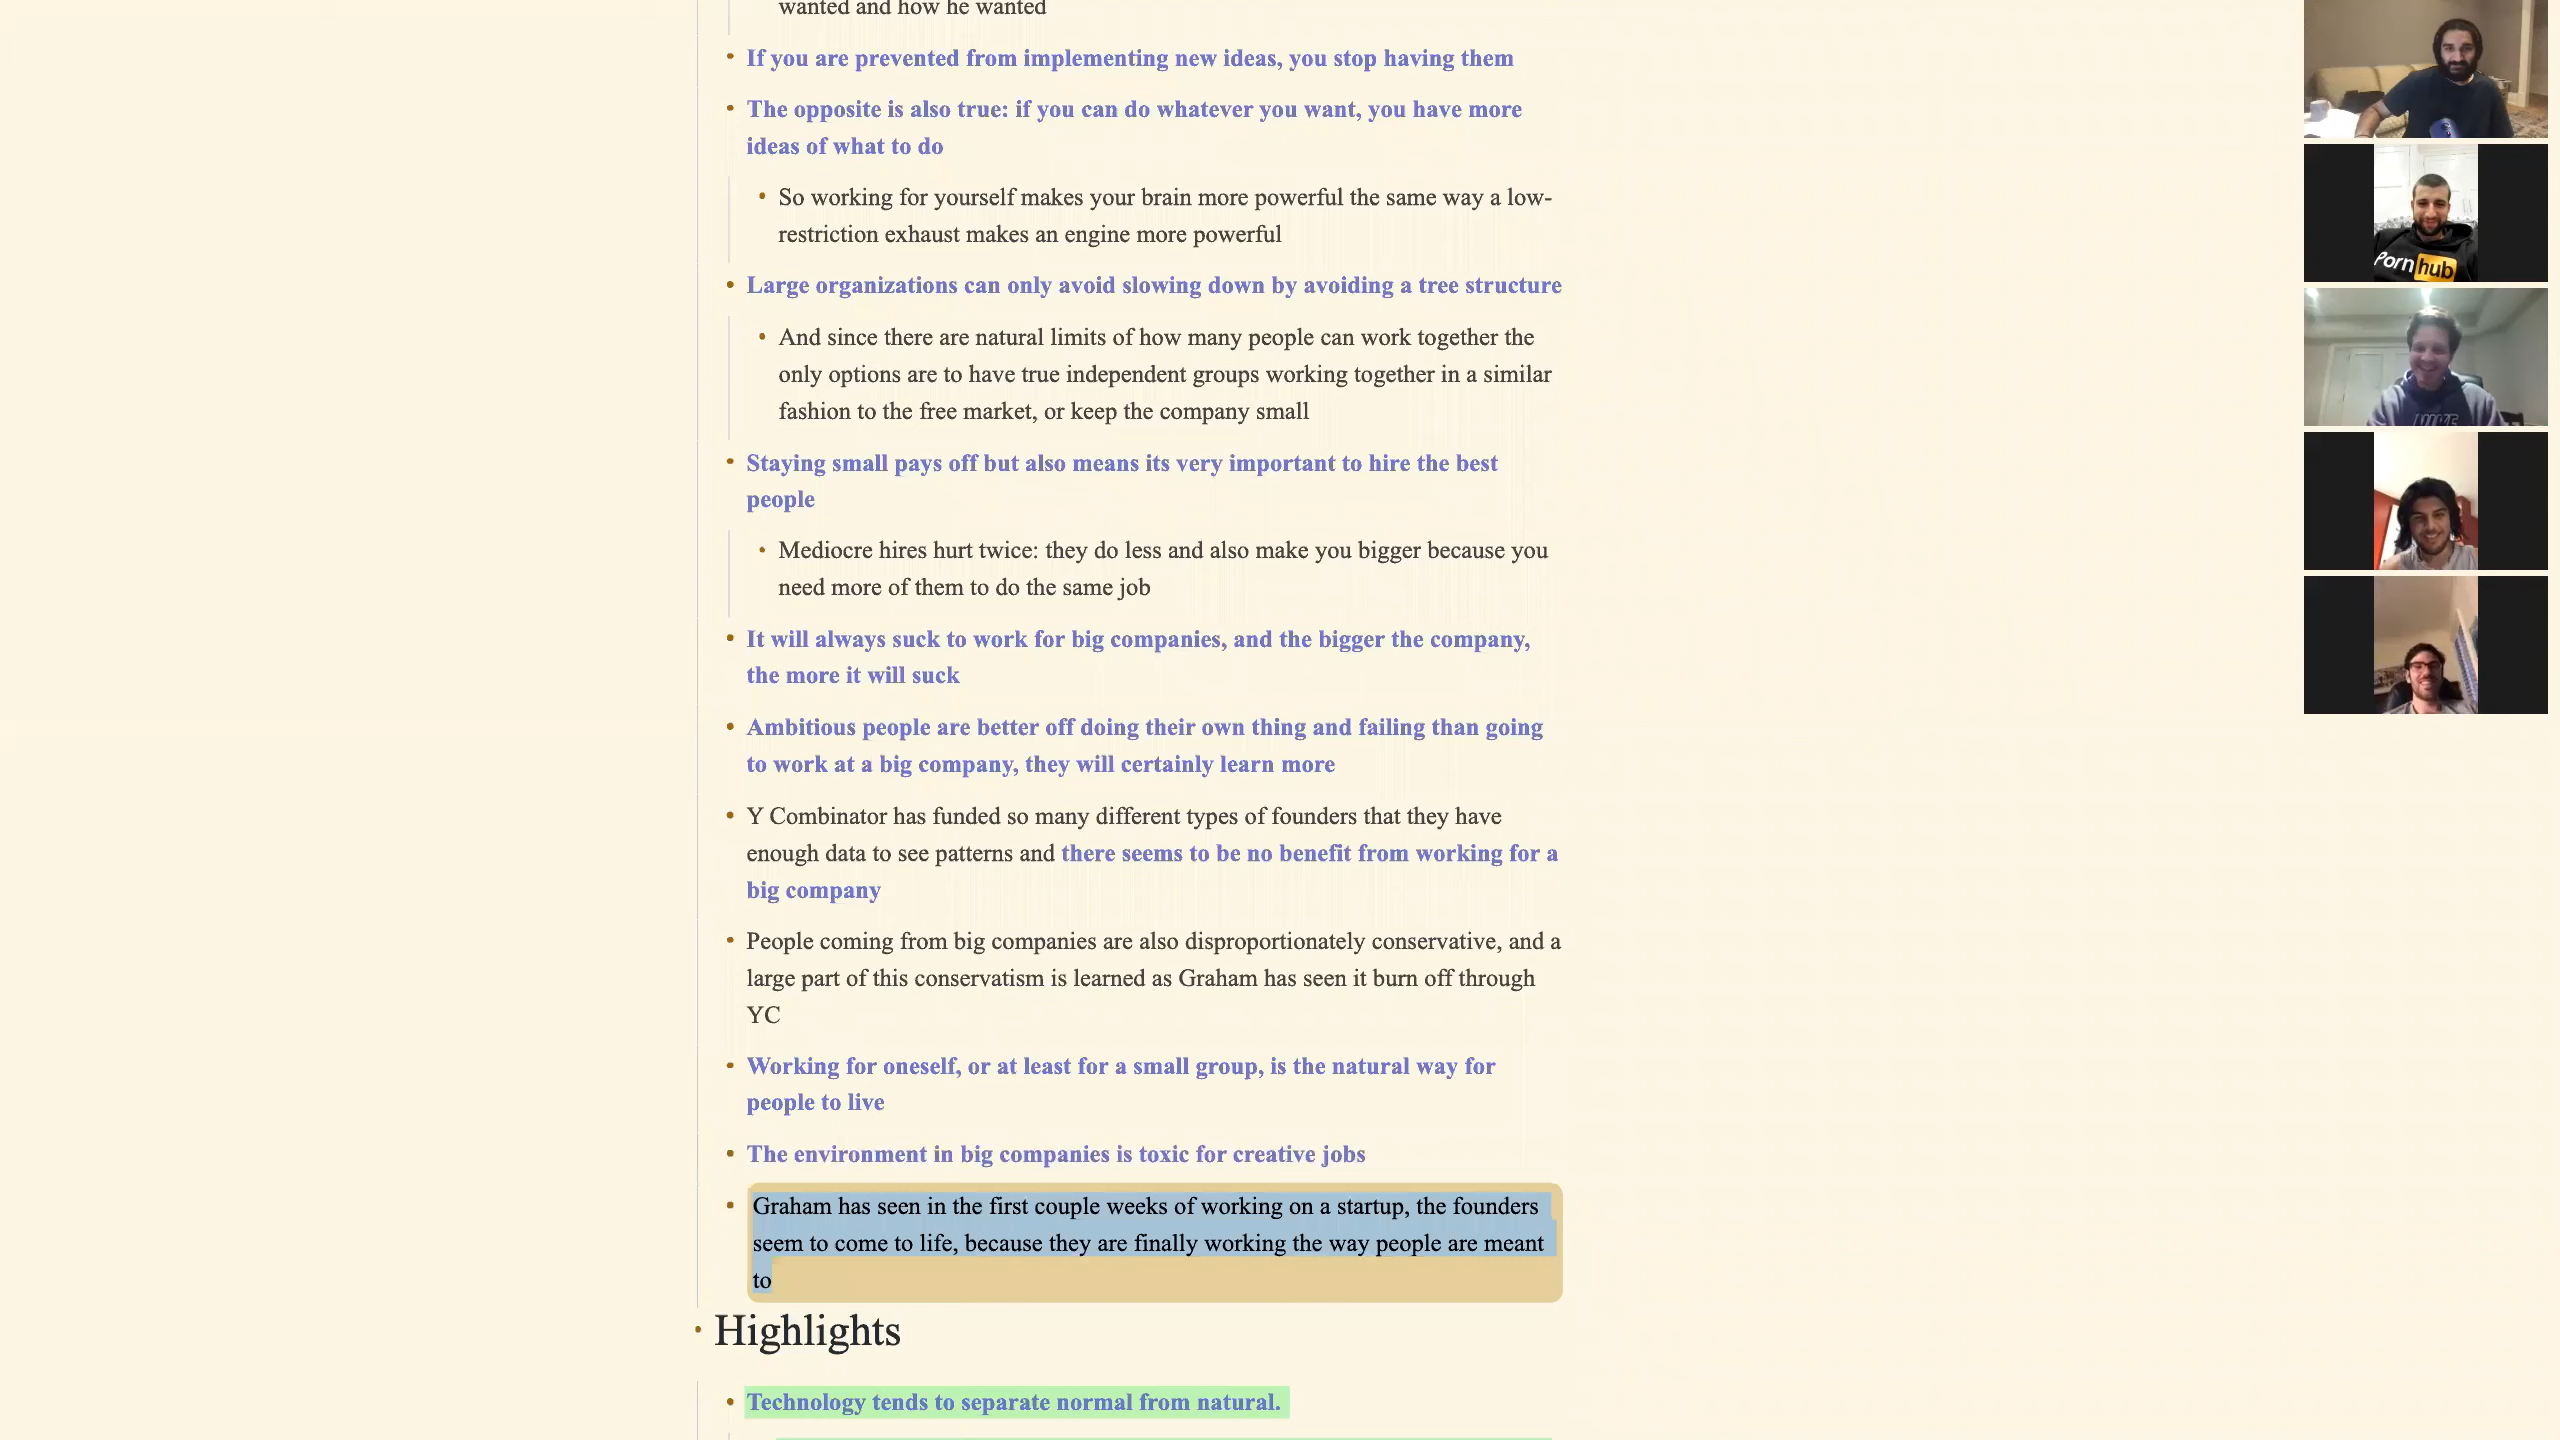 wanted and how he wanted
If you are prevented from implementing new ideas, you stop having them
The opposite is also true: if you can do whatever you want, you have more
ideas of what to do
So working for yourself makes your brain more powerful the same way a low-
restriction exhaust makes an engine more powerful
Large organizations can only avoid slowing down by avoiding a tree structure
And since there are natural limits of how many people can work together the
only options are to have true independent groups working together in a similar
fashion to the free market, or keep the company small
Staying small pays off but also means its very important to hire the best
people
Mediocre hires hurt twice: they do less and also make you bigger because you
need more of them to do the same job
It will always suck to work for big companies, and the bigger the company,
the more it will suck
Ambitious people are better off doing their own thing and failing than going
to work at a big company, they will certainly learn more
Y Combinator has funded so many different types of founders that they have
enough data to see patterns and there seems to be no benefit from working for a
big company
People coming from big companies are also disproportionately conservative, and a
large part of this conservatism is learned as Graham has seen it burn off through
YC
Working for oneself, or at least for a small group, is the natural way for
people to live
The environment in big companies is toxic for creative jobs
Graham has seen in the first couple weeks of working on a startup, the founders
seem to come to life, because they are finally working the way people are meant
to
Highlights
Technology tends to separate normal from natural.
Porn hub